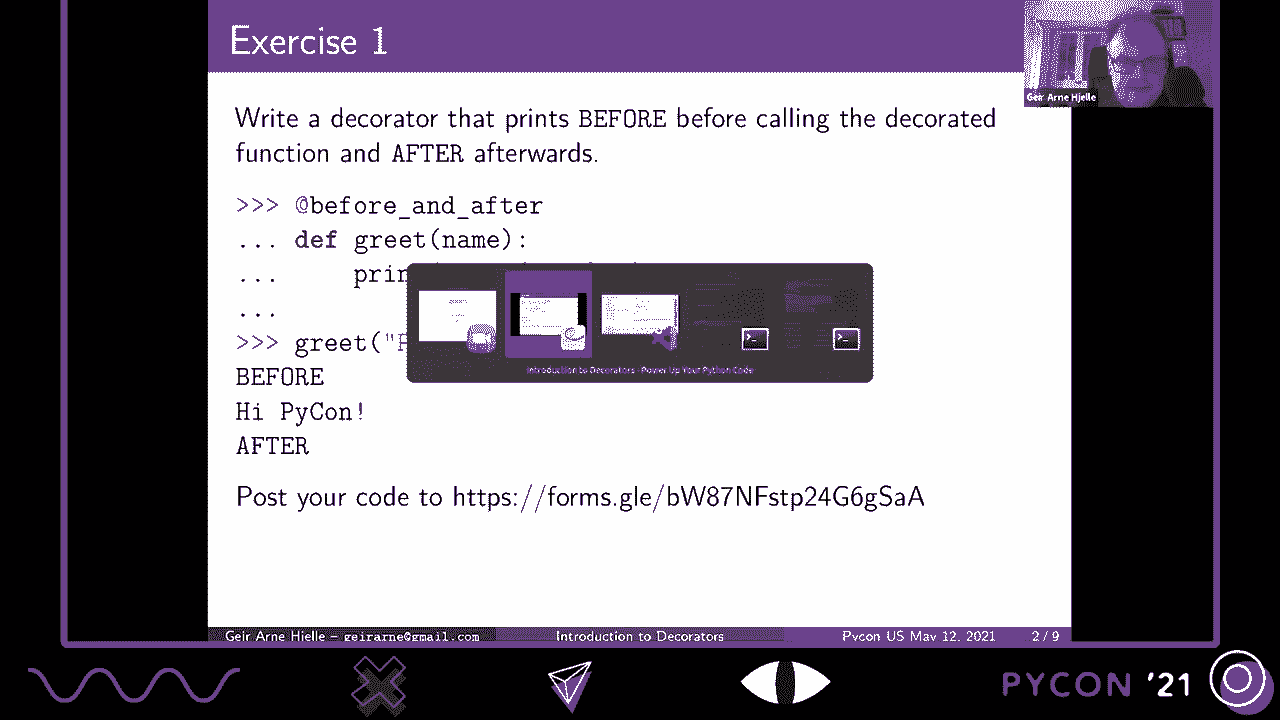 Exercise 1
Geir Arne Hjelle
Write a decorator that prints BEFORE before calling the decorated
function and AFTER afterwards.
>>> @before_and_after
... def greet(name):
... prin
...
>>> greet("P
Introduction to Decorators - Power Up Your Python Code
BEFORE
Hi PyCon!
AFTER
Post your code to https://forms.gle/bW87NFstp24G6gSaA
Geir Arne Hjelle – geirarne@gmail.com Introduction to Decorators Pycon US May 12, 2021 2 / 9
PYCON '21